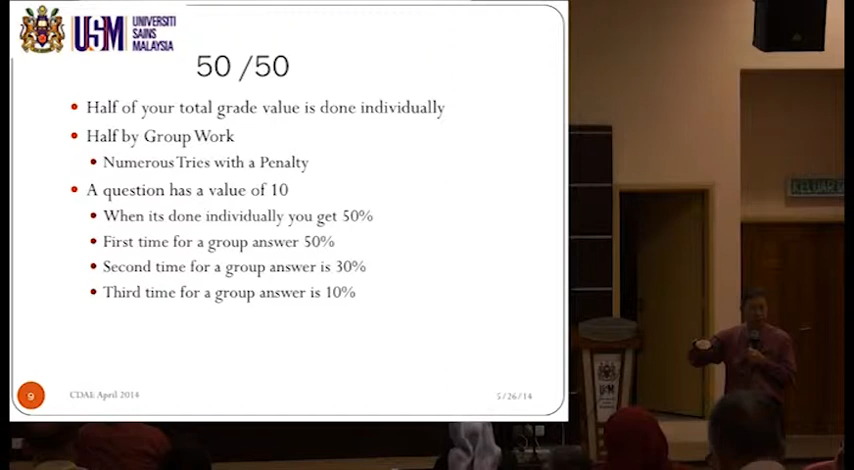 USM UNIVERSITI
SAINS
MALAYSIA
50 /50
Half of your total grade value is done individually
Half by Group Work
Numerous Tries with a Penalty
A question has a value of 10
When its done individually you get 50%
First time for a group answer 50%
Second time for a group answer is 30%
Third time for a group answer is 10%
9
CDAE April 2014
5/26/14
KELUAR
USM